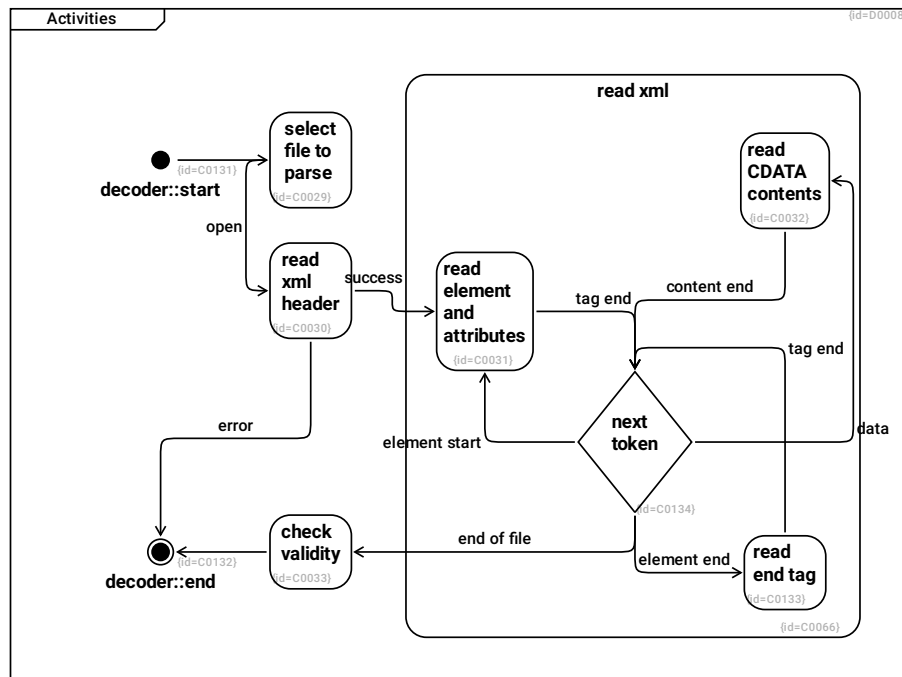 Activities
{id=D0008
read xml
select
file to
parse
{id=C0029}
{id=C0131}
decoder::start
read
CDATA
contents
{id=C0032}
open
read
xml
header
{id=C0030}
success
read
element
and
attributes
{id=C0031}
tag end
content end
tag end
next
token
{id=C0134}
element start
data
error
end of file
element end
check
validity
{id=C0033}
{id=C0132}
decoder::end
read
end tag
{id=C0133}
{id=C0066}